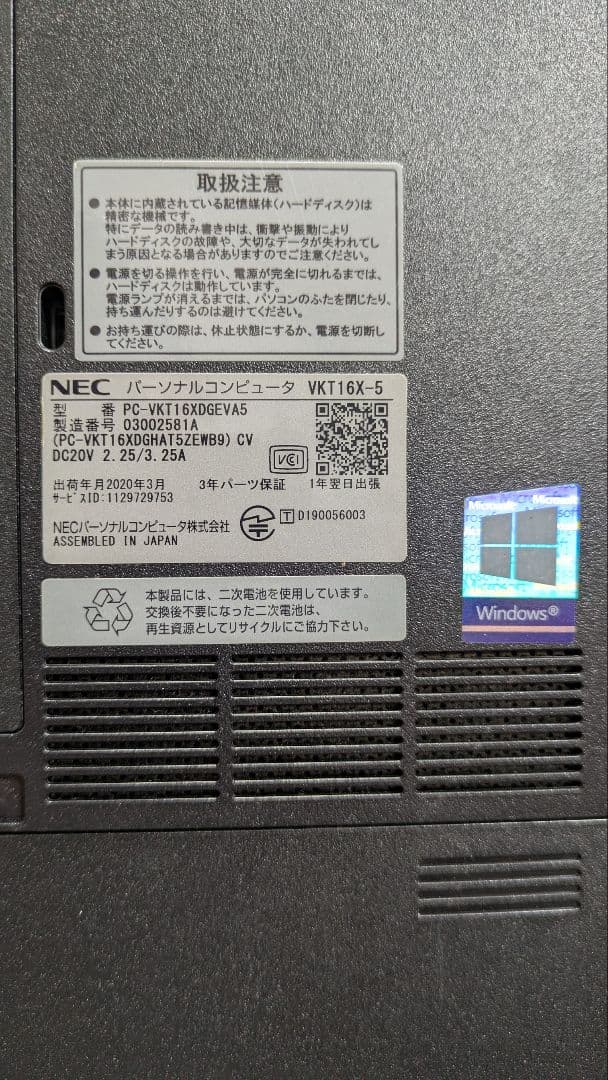 取扱注意
● 本体に内蔵されている記憶媒体(ハードディスク)は
精密な機械です。
特にデータの読み書き中は、衝撃や振動により
ハードディスクの故障や、大切なデータが失われてし
まう原因となる場合がありますのでご注意ください。
● 電源を切る操作を行い、電源が完全に切れるまでは、
ハードディスクは動作しています。
電源ランプが消えるまでは、パソコンのふたを閉じたり、
持ち運んだりするのは避けてください。
● お持ち運びの際は、休止状態にするか、電源を切断し
てください。
NEC パーソナルコンピュータ VKT16X-5
型 番 PC-VKT16XDGEVA5
製造番号 03002581A
(PC-VKT16XDGHAT5ZEWB9) CV
DC20V 2.25/3.25A
VCI
出荷年月2020年3月 3年パーツ保証 1年翌日出張
サービスID:1129729753
NECパーソナルコンピュータ株式会社 T D190056003
ASSEMBLED IN JAPAN
Microsoft Microsoft
Windows®
本製品には、二次電池を使用しています。
交換後不要になった二次電池は、
再生資源としてリサイクルにご協力下さい。